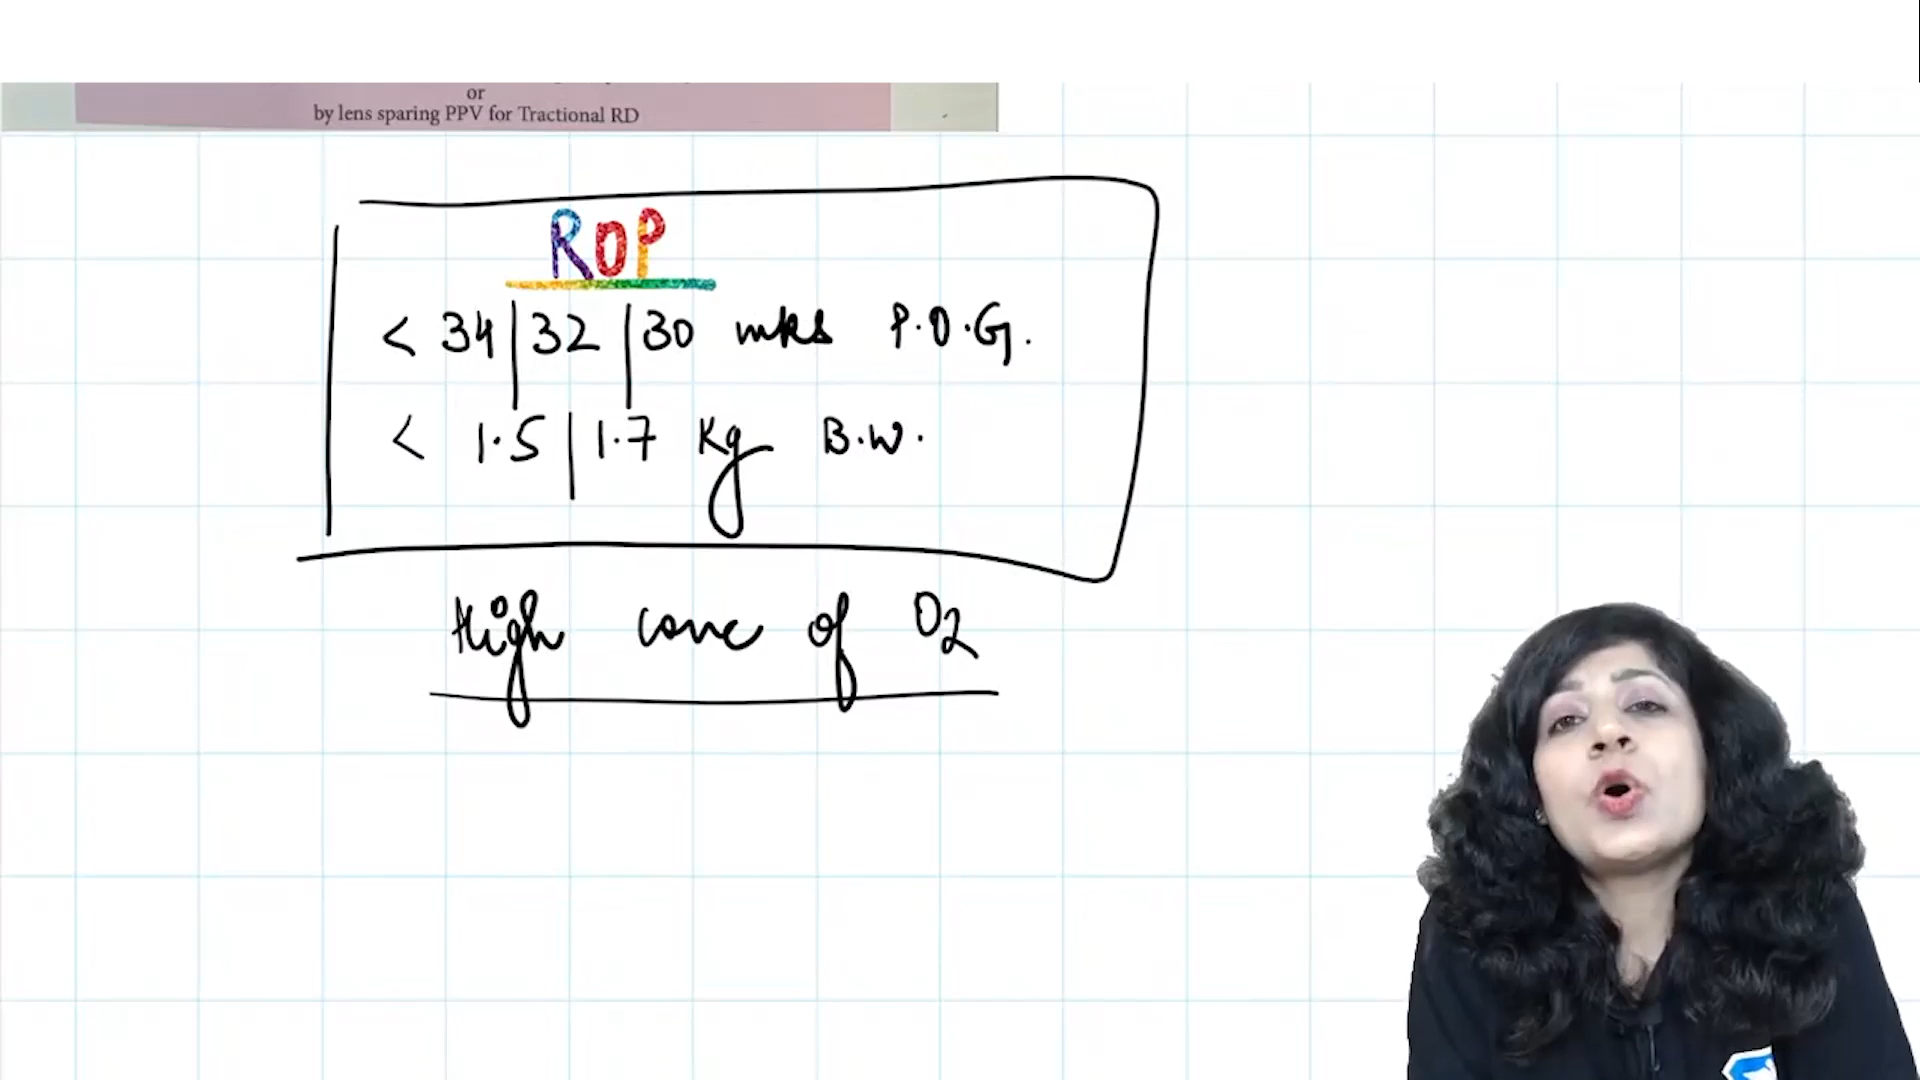 or
by lens sparing PPV for Tractional RD
ROP
< 34 | 32 | 30 wks P.O.G.
< 1.5 | 1.7 Kg B.W.
High conc of O2